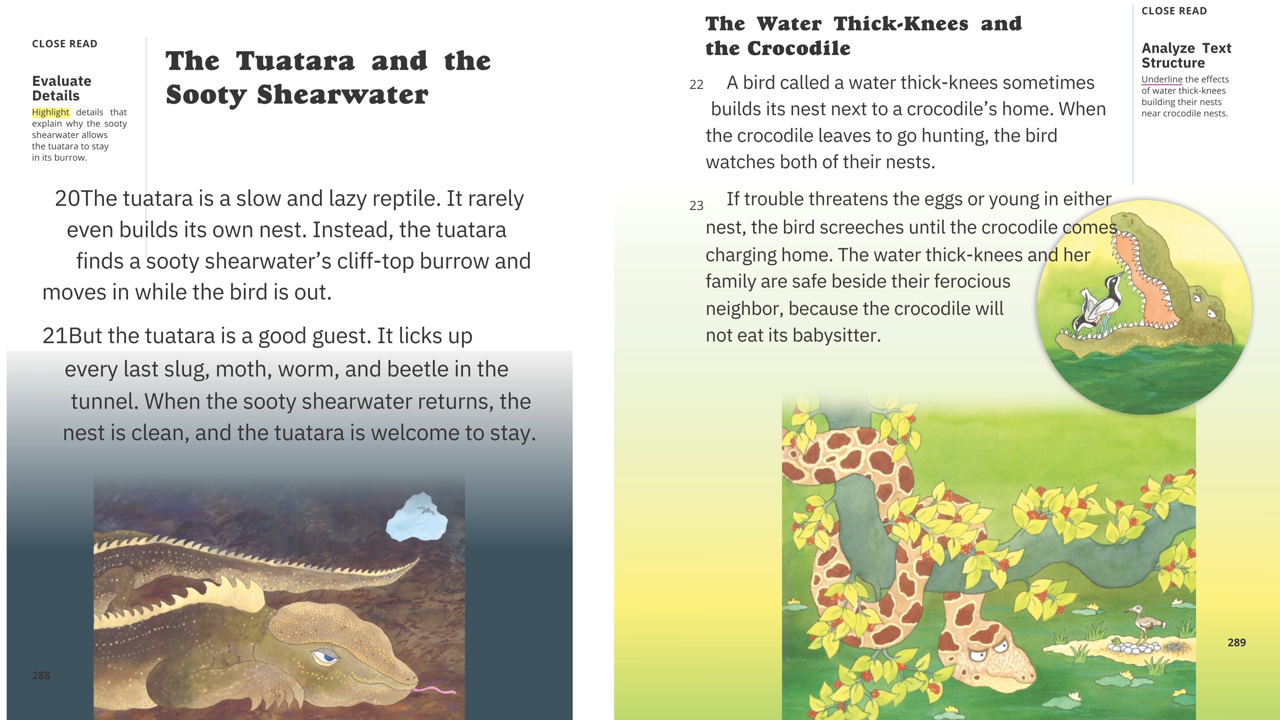 CLOSE READ
Evaluate
Details
Highlight details that
explain why the sooty
shearwater allows
the tuatara to stay
in its burrow.
The Tuatara and the
Sooty Shearwater
20The tuatara is a slow and lazy reptile. It rarely
even builds its own nest. Instead, the tuatara
finds a sooty shearwater’s cliff-top burrow and
moves in while the bird is out.
21But the tuatara is a good guest. It licks up
every last slug, moth, worm, and beetle in the
tunnel. When the sooty shearwater returns, the
nest is clean, and the tuatara is welcome to stay.
288
The Water Thick-Knees and
the Crocodile
22 A bird called a water thick-knees sometimes
builds its nest next to a crocodile’s home. When
the crocodile leaves to go hunting, the bird
watches both of their nests.
23 If trouble threatens the eggs or young in either
nest, the bird screeches until the crocodile comes
charging home. The water thick-knees and her
family are safe beside their ferocious
neighbor, because the crocodile will
not eat its babysitter.
CLOSE READ
Analyze Text
Structure
Underline the effects
of water thick-knees
building their nests
near crocodile nests.
289